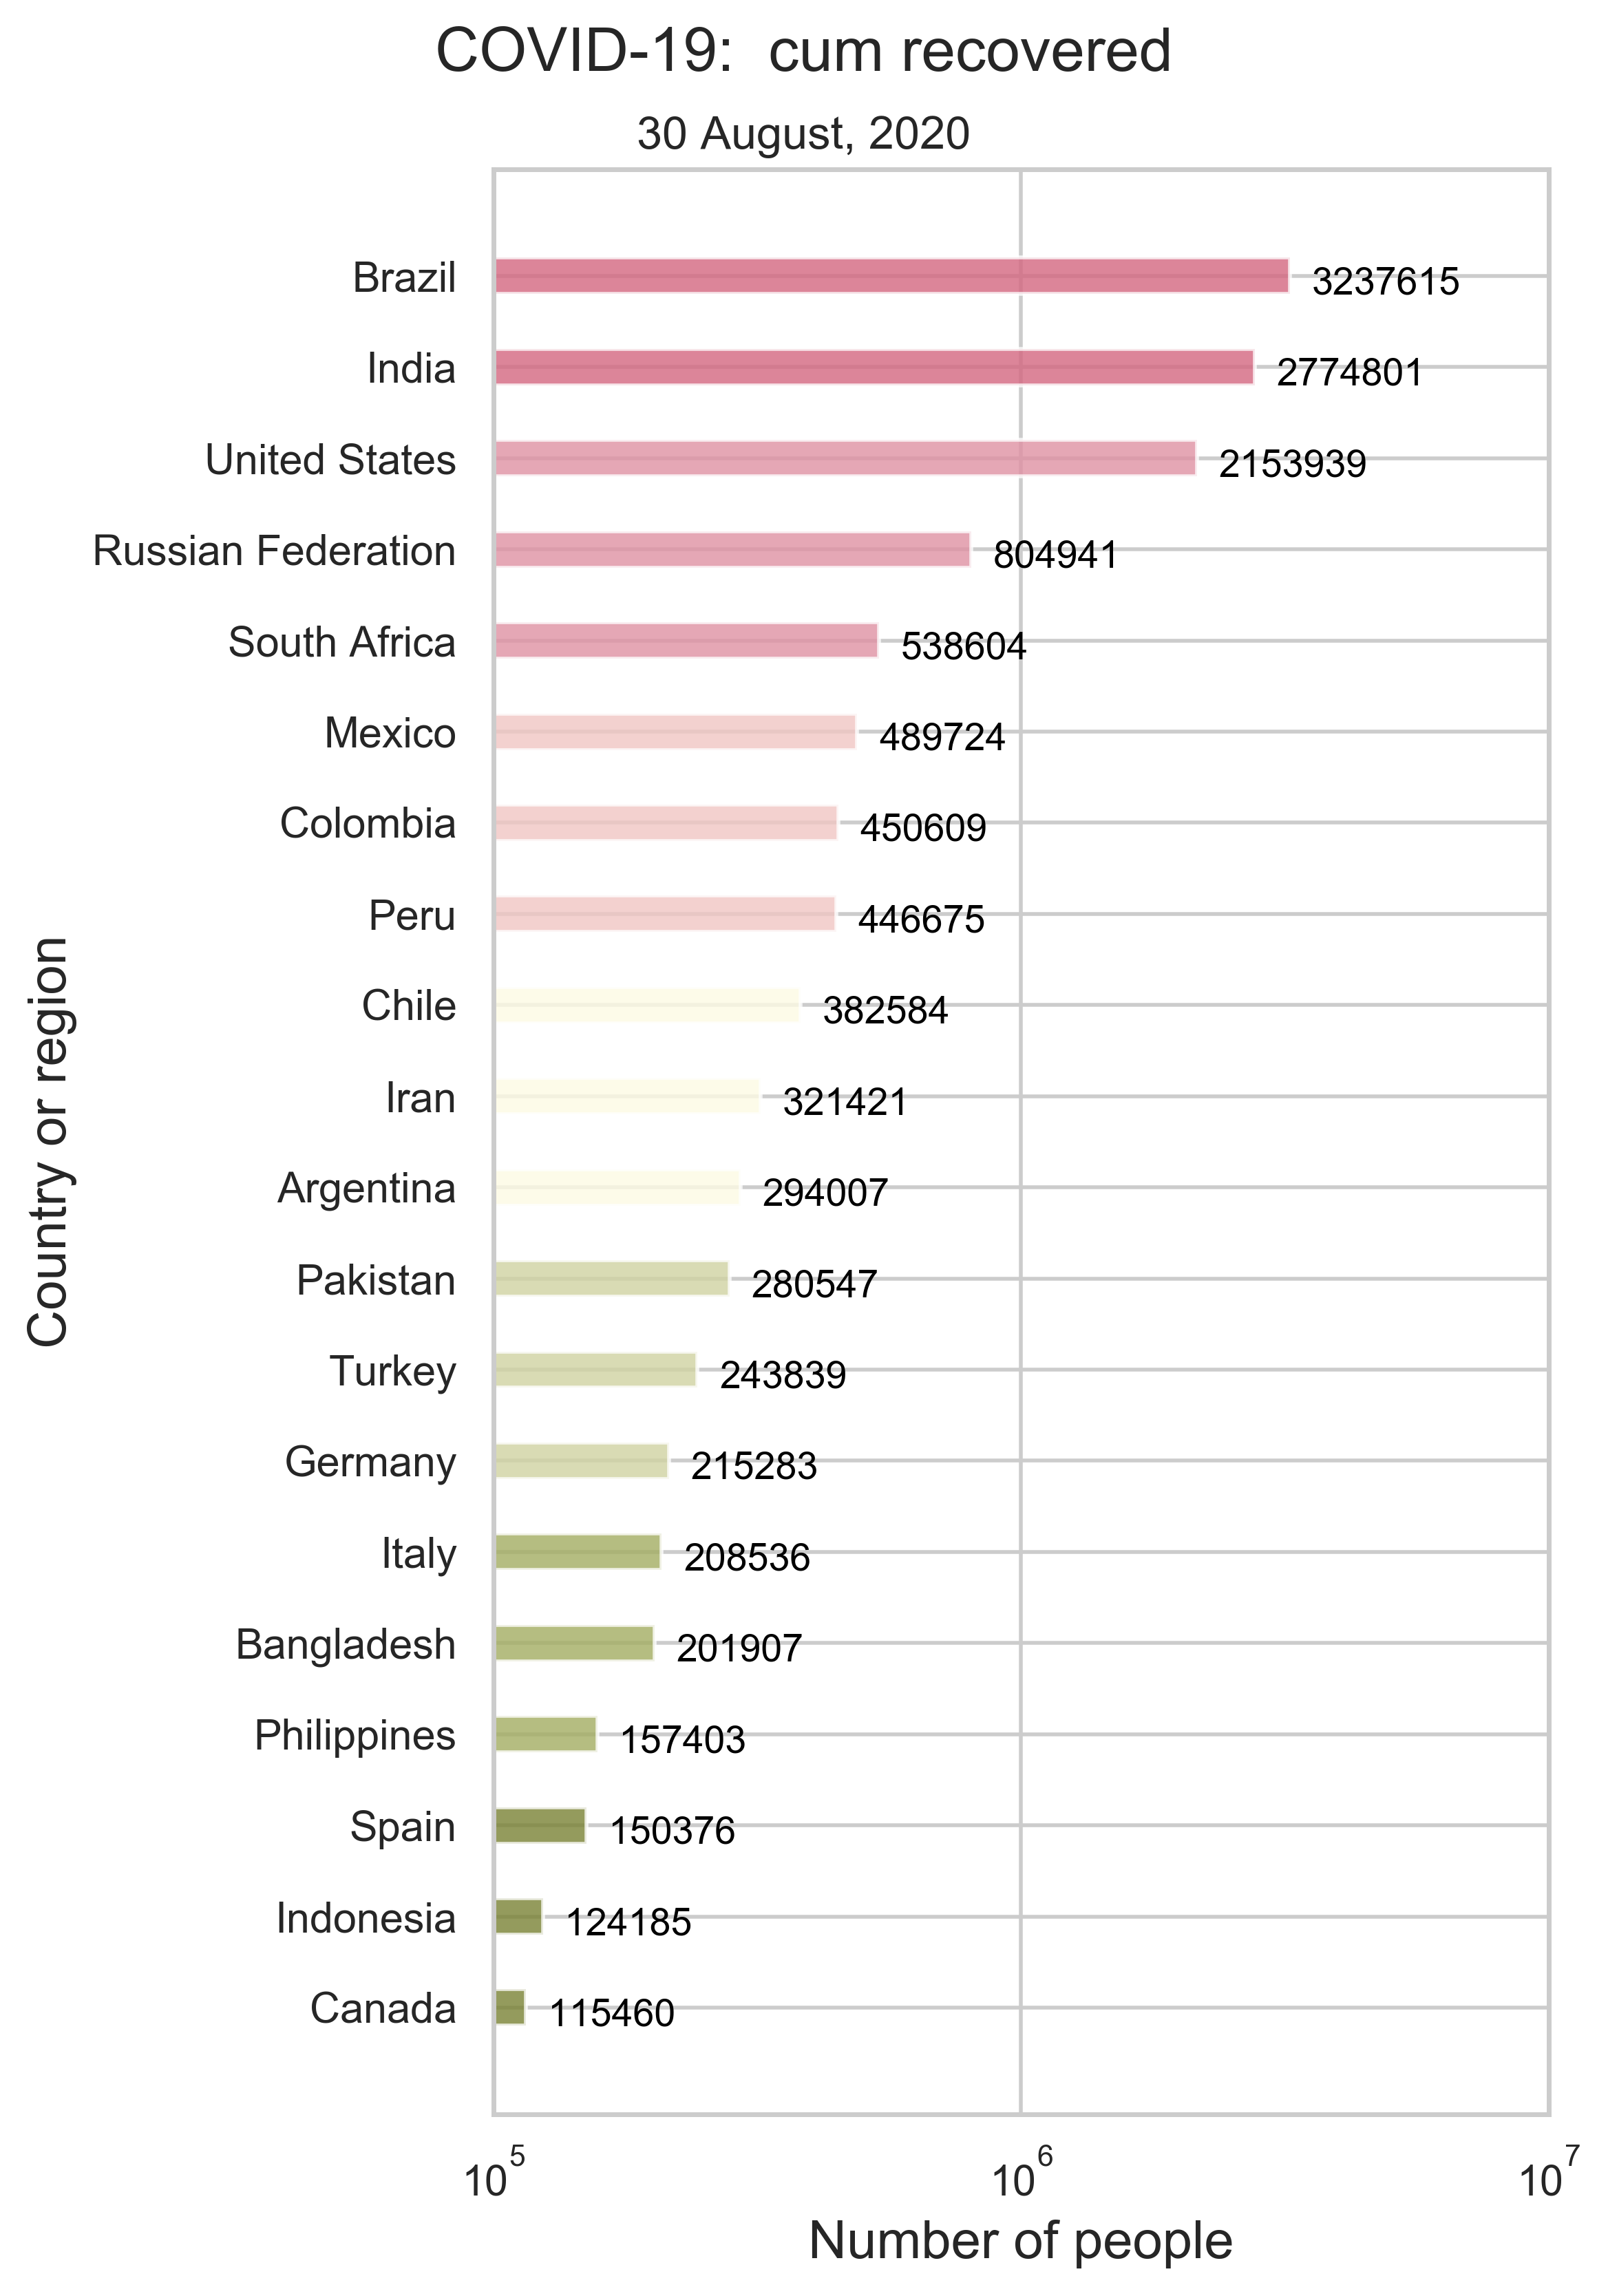 COVID-19:  cum recovered
30 August, 2020
Country or region
Brazil 3237615
India 2774801
United States 2153939
Russian Federation 804941
South Africa 538604
Mexico 489724
Colombia 450609
Peru 446675
Chile 382584
Iran 321421
Argentina 294007
Pakistan 280547
Turkey 243839
Germany 215283
Italy 208536
Bangladesh 201907
Philippines 157403
Spain 150376
Indonesia 124185
Canada 115460
10^5 10^6 10^7
Number of people